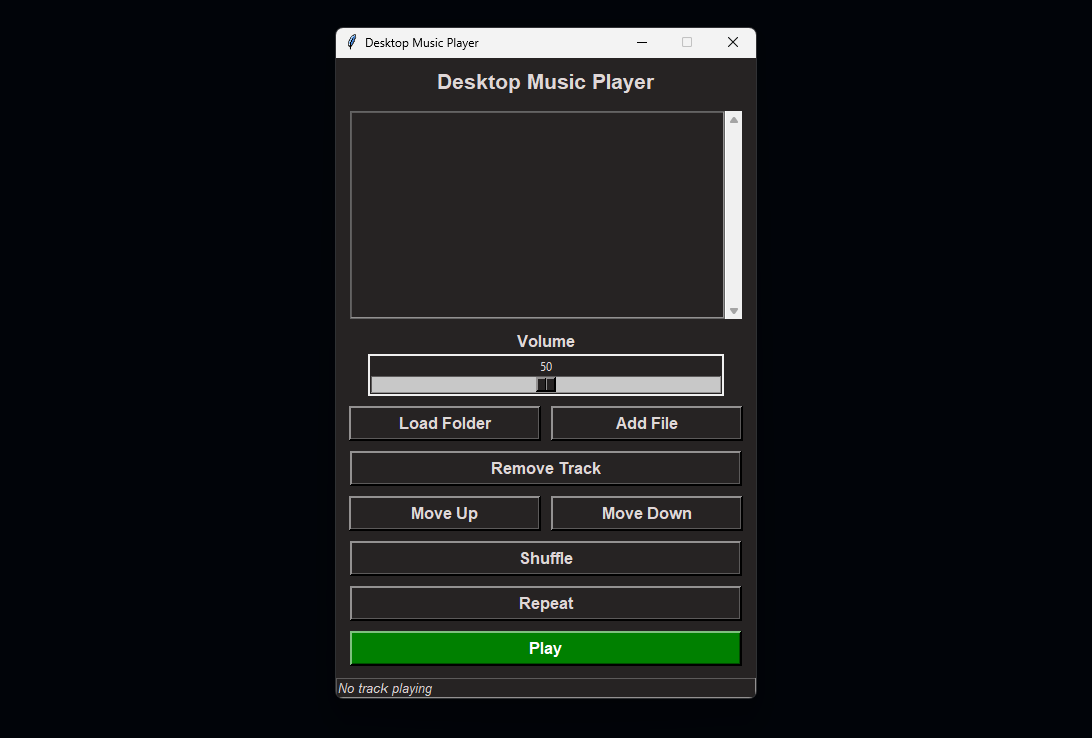 Desktop Music Player
Desktop Music Player
Volume
50
Load Folder Add File
Remove Track
Move Up Move Down
Shuffle
Repeat
Play
No track playing